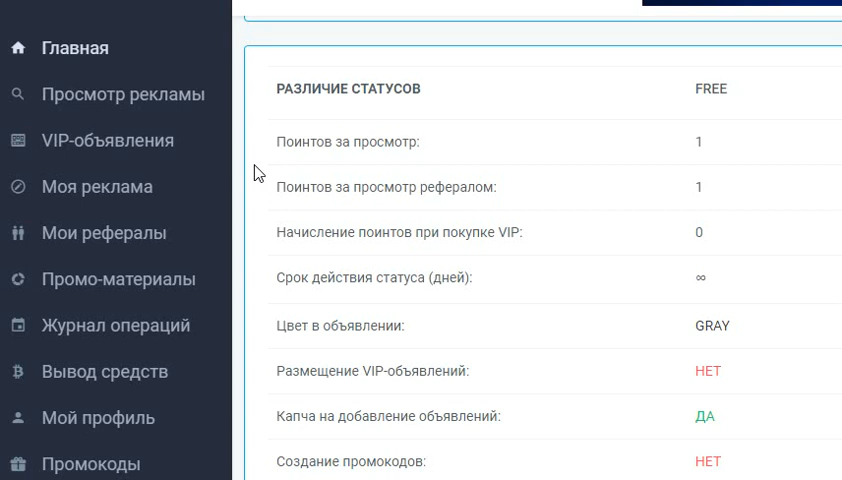 Главная
Просмотр рекламы
VIP-объявления
Моя реклама
Мои рефералы
Промо-материалы
Журнал операций
Вывод средств
Мой профиль
Промокоды
РАЗЛИЧИЕ СТАТУСОВ FREE
Поинтов за просмотр: 1
Поинтов за просмотр рефералом: 1
Начисление поинтов при покупке VIP: 0
Срок действия статуса (дней): ∞
Цвет в объявлении: GRAY
Размещение VIP-объявлений: НЕТ
Капча на добавление объявлений: ДА
Создание промокодов: НЕТ